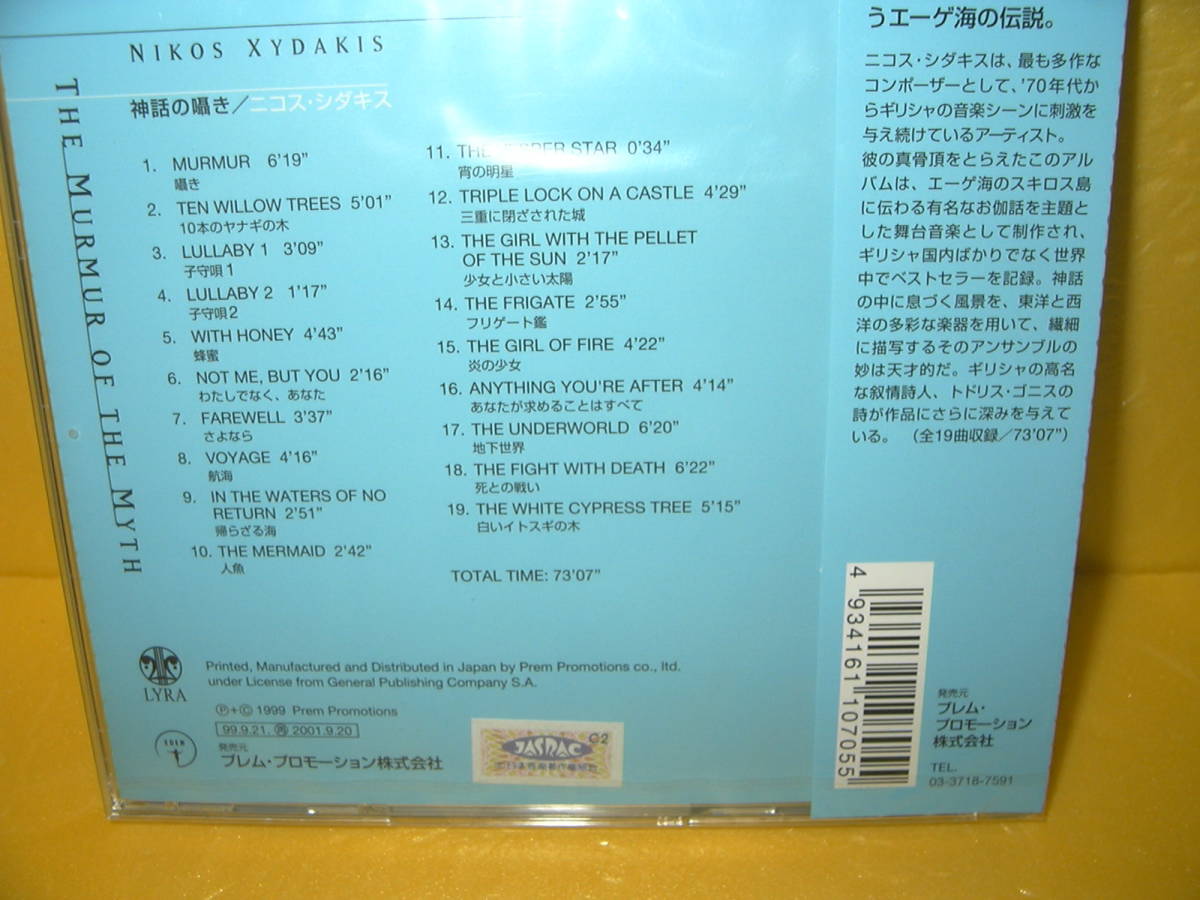 NIKOS XYDAKIS
神話の囁き／ニコス・シダキス
THE MURMUR OF THE MYTH
1. MURMUR 6'19"
囁き
2. TEN WILLOW TREES 5'01"
10本のヤナギの木
3. LULLABY 1 3'09"
子守唄1
4. LULLABY 2 1'17"
子守唄2
5. WITH HONEY 4'43"
蜂蜜
6. NOT ME, BUT YOU 2'16"
わたしでなく、あなた
7. FAREWELL 3'37"
さよなら
8. VOYAGE 4'16"
航海
9. IN THE WATERS OF NO
RETURN 2'51"
帰らざる海
10. THE MERMAID 2'42"
人魚
11. THE STAR 0'34"
宵の明星
12. TRIPLE LOCK ON A CASTLE 4'29"
三重に閉ざされた城
13. THE GIRL WITH THE PELLET
OF THE SUN 2'17"
少女と小さい太陽
14. THE FRIGATE 2'55"
フリゲート鑑
15. THE GIRL OF FIRE 4'22"
炎の少女
16. ANYTHING YOU'RE AFTER 4'14"
あなたが求めることはすべて
17. THE UNDERWORLD 6'20"
地下世界
18. THE FIGHT WITH DEATH 6'22"
死との戦い
19. THE WHITE CYPRESS TREE 5'15"
白いイトスギの木
TOTAL TIME: 73'07"
LYRA
Printed, Manufactured and Distributed in Japan by Prem Promotions co., ltd.
under License from General Publishing Company S.A.
Ⓟ+Ⓒ 1999 Prem Promotions
99.9.21. 再 2001.9.20
EDEN
発売元
プレム・プロモーション株式会社
JASRAC
C2
うエーゲ海の伝説。
ニコス・シダキスは、最も多作な
コンポーザーとして、'70年代か
らギリシャの音楽シーンに刺激を
与え続けているアーティスト。
彼の真骨頂をとらえたこのアル
バムは、エーゲ海のスキロス島
に伝わる有名なお伽話を主題と
した舞台音楽として制作され、
ギリシャ国内ばかりでなく世界
中でベストセラーを記録。神話
の中に息づく風景を、東洋と西
洋の多彩な楽器を用いて、繊細
に描写するそのアンサンブルの
妙は天才的だ。ギリシャの高名
な叙情詩人、トドリス・ゴニスの
詩が作品にさらに深みを与えて
いる。（全19曲収録／73'07"）
4 934161 107055
発売元
プレム・
プロモーション
株式会社
TEL.
03-3718-7591